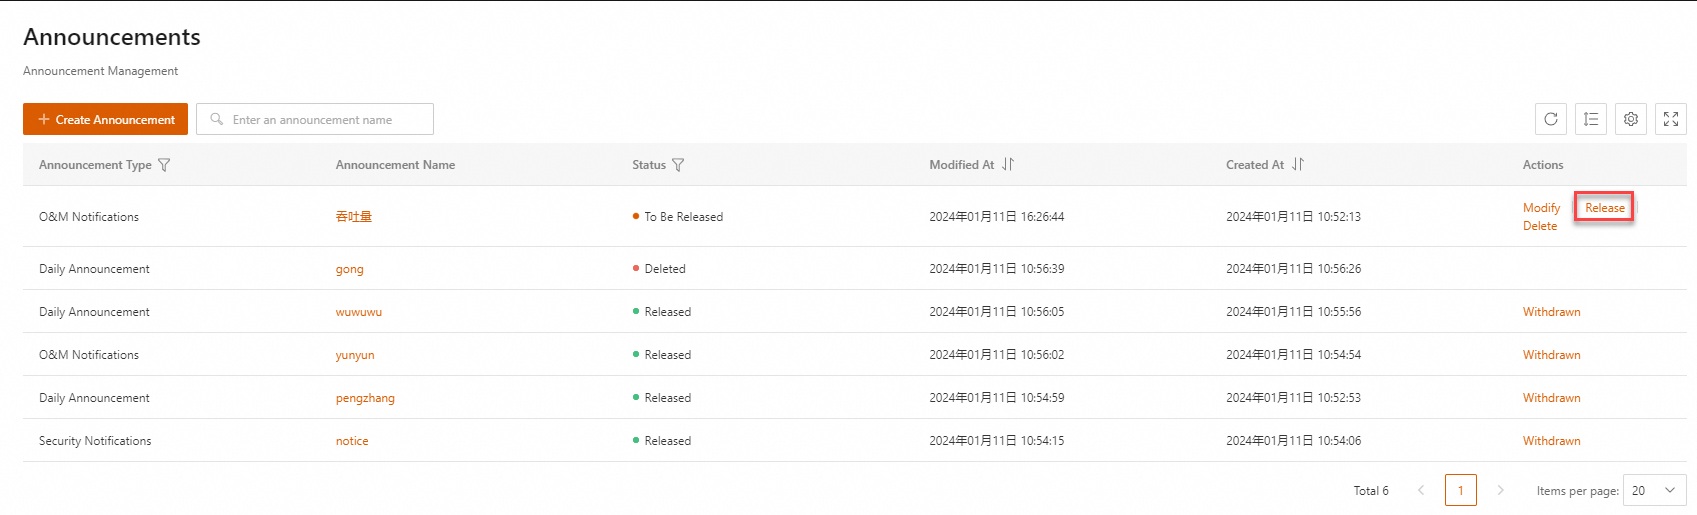 Announcements
Announcement Management
Create Announcement
Enter an announcement name
Announcement Type Announcement Name Status Modified At Created At Actions
O&M Notifications 吞吐量 To Be Released 2024年01月11日 16:26:44 2024年01月11日 10:52:13 Modify Release
Delete
Daily Announcement gong Deleted 2024年01月11日 10:56:39 2024年01月11日 10:56:26
Daily Announcement wuwuwu Released 2024年01月11日 10:56:05 2024年01月11日 10:55:56 Withdrawn
O&M Notifications yunyun Released 2024年01月11日 10:56:02 2024年01月11日 10:54:54 Withdrawn
Daily Announcement pengzhang Released 2024年01月11日 10:54:59 2024年01月11日 10:52:53 Withdrawn
Security Notifications notice Released 2024年01月11日 10:54:15 2024年01月11日 10:54:06 Withdrawn
Total 6 1 Items per page: 20